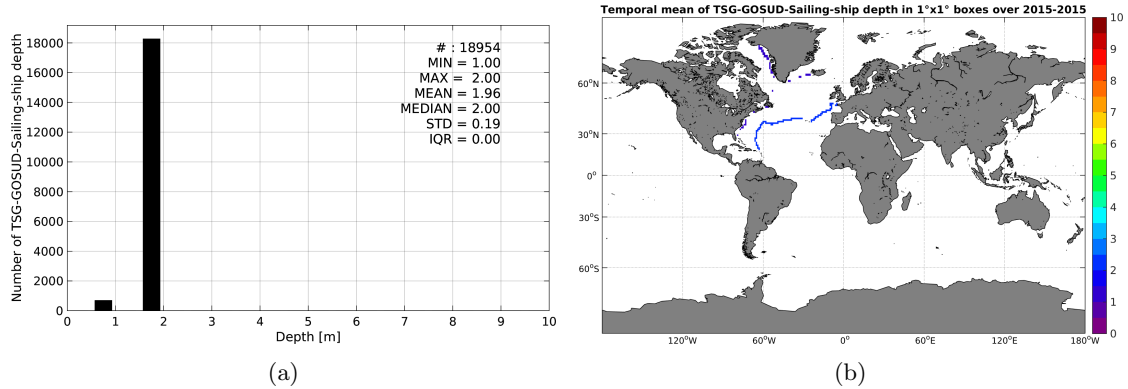 Number of TSG-GOSUD-Sailing-ship depth
18000
16000
14000
12000
10000
8000
6000
4000
2000
0
0 1 2 3 4 5 6 7 8 9 10
Depth [m]
# : 18954
MIN = 1.00
MAX = 2.00
MEAN = 1.96
MEDIAN = 2.00
STD = 0.19
IQR = 0.00
(a)
Temporal mean of TSG-GOSUD-Sailing-ship depth in 1°x1° boxes over 2015-2015
60°N
30°N
0°
30°S
60°S
120°W 60°W 0° 60°E 120°E 180°W
10
9
8
7
6
5
4
3
2
1
0
(b)